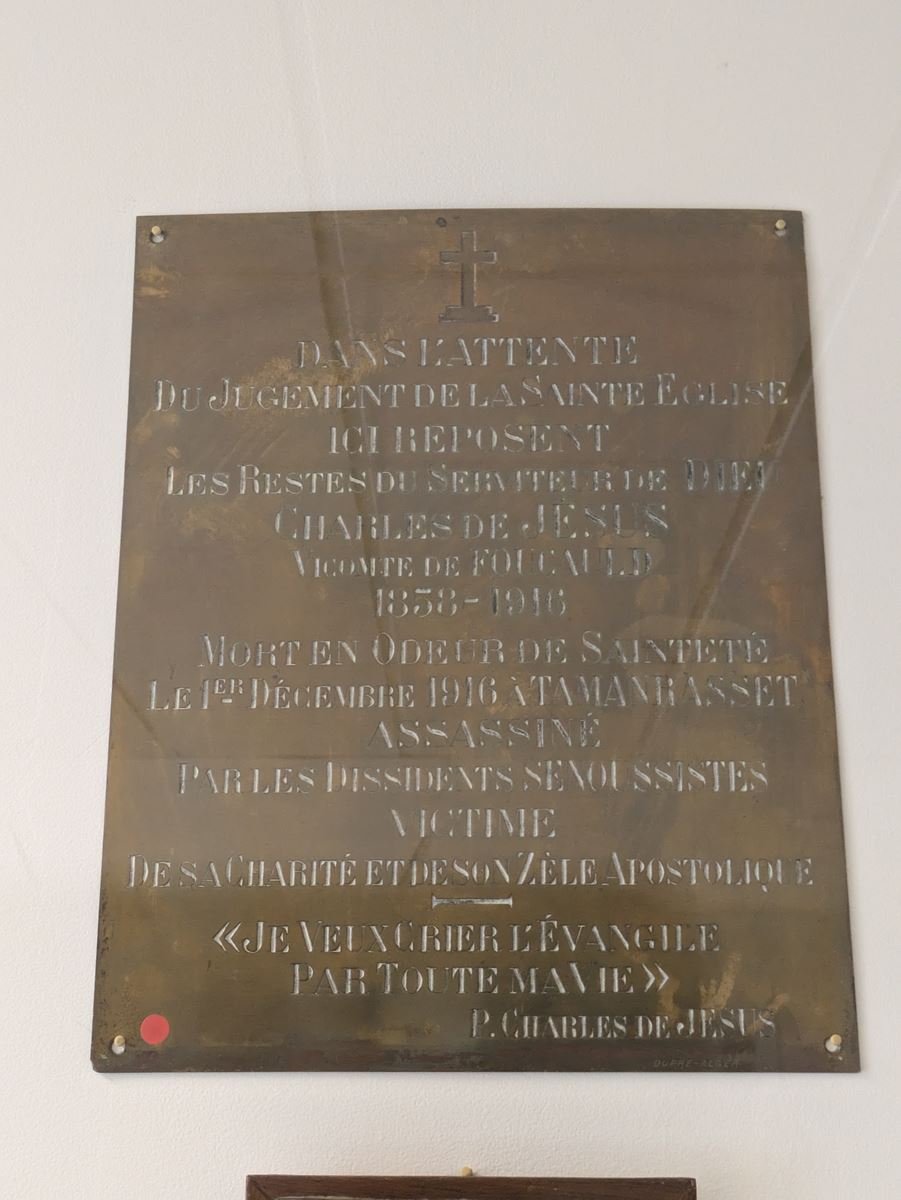 DANS L'ATTENTE
DU JUGEMENT DE LA SAINTE EGLISE
ICI REPOSENT
LES RESTES DU SERVITEUR DE DIEU
CHARLES DE JÉSUS
VICOMTE DE FOUCAULD
1858-1916
MORT EN ODEUR DE SAINTETÉ
LE 1ER DÉCEMBRE 1916 À TAMANRASSET
ASSASSINÉ
PAR LES DISSIDENTS SENOUSSISTES
VICTIME
DE SA CHARITÉ ET DE SON ZÈLE APOSTOLIQUE
«JE VEUX CRIER L'ÉVANGILE
PAR TOUTE MA VIE»
P. CHARLES DE JÉSUS
DUPRÉ-ALGER